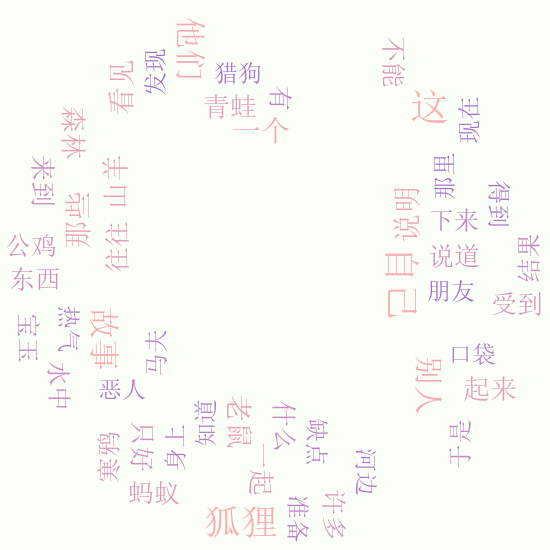 他们
不能
发现
看见
猎狗
有
青蛙
一个
这
现在
森林
来到
山羊
那里
得到
那些
说明
下来
往往
公鸡
结果
说道
东西
自己
朋友
受到
宝玉
热气
故事
马夫
口袋
水中
恶人
别人
起来
知道
老鼠
什么
缺点
于是
寒鸦
只好
身上
一起
河边
蚂蚁
准备
许多
狐狸